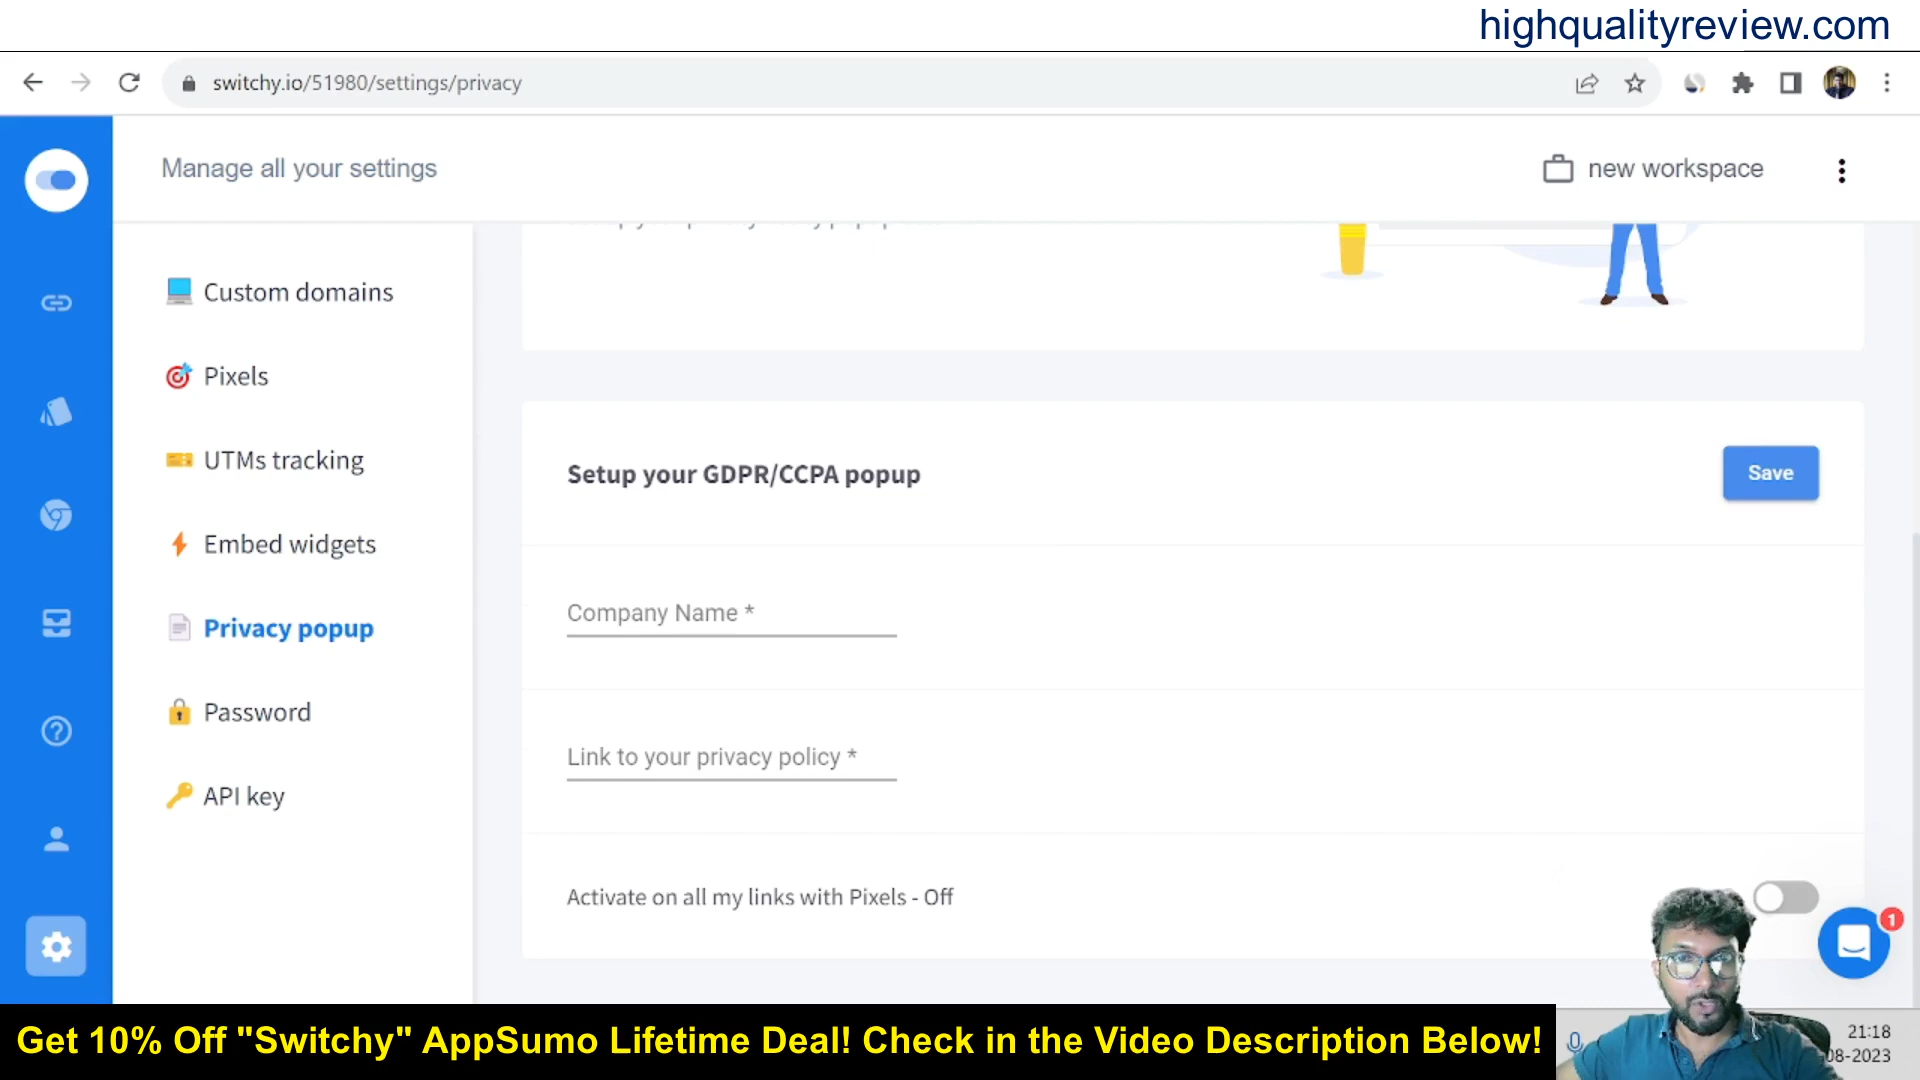 highqualityreview.com
switchy.io/51980/settings/privacy
Manage all your settings
new workspace
Custom domains
Pixels
UTMs tracking
Embed widgets
Privacy popup
Password
API key
Setup your GDPR/CCPA popup
Save
Company Name *
Link to your privacy policy *
Activate on all my links with Pixels - Off
1
Get 10% Off "Switchy" AppSumo Lifetime Deal! Check in the Video Description Below!
21:18
08-2023